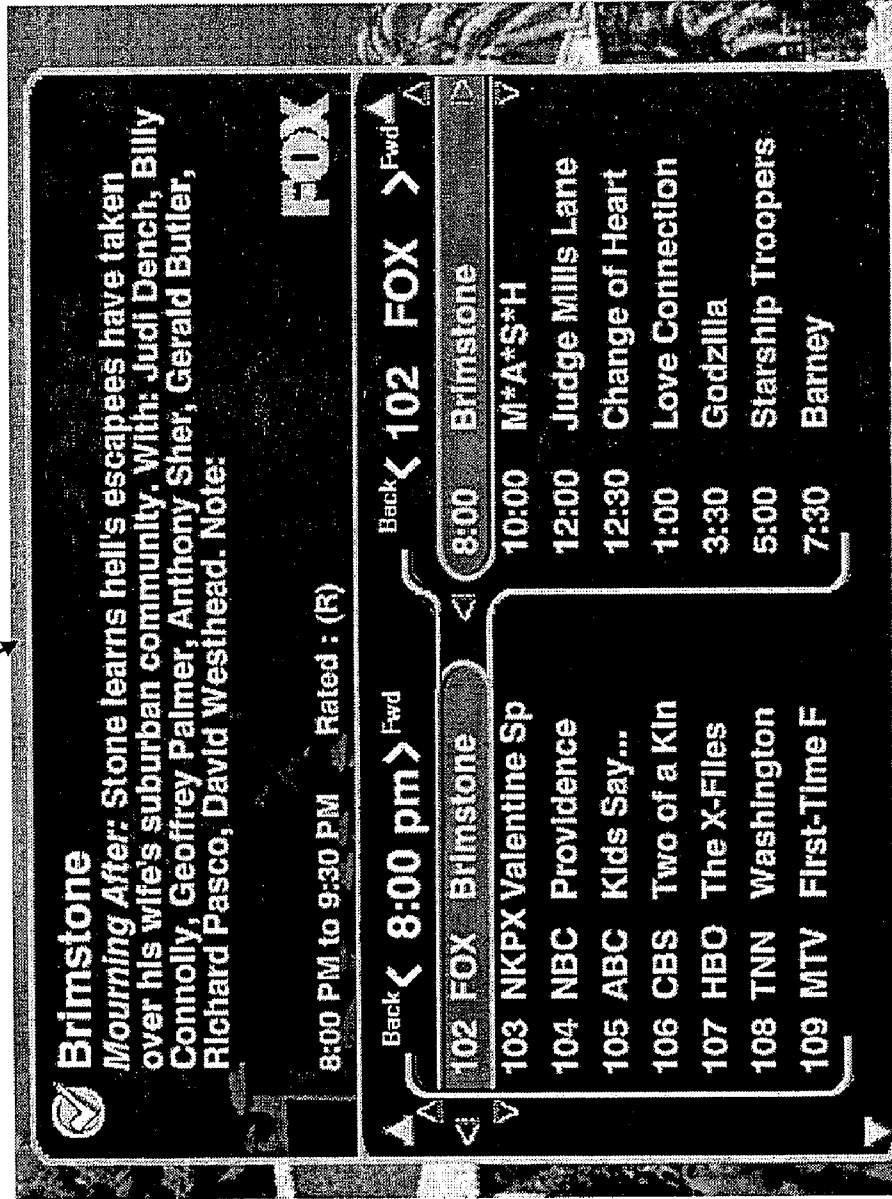 Brimstone
Mourning After: Stone learns hell's escapees have taken
over his wife's suburban community. With: Judi Dench, Billy
Connolly, Geoffrey Palmer, Anthony Sher, Gerald Butler,
Richard Pasco, David Westhead. Note:
8:00 PM to 9:30 PM Rated : (R)
FOX
Back < 8:00 pm > Fwd
102 FOX Brimstone
103 NKPX Valentine Sp
104 NBC Providence
105 ABC Kids Say...
106 CBS Two of a Kin
107 HBO The X-Files
108 TNN Washington
109 MTV First-Time F
Back < 102 FOX > Fwd
8:00 Brimstone
10:00 M*A*S*H
12:00 Judge Mills Lane
12:30 Change of Heart
1:00 Love Connection
3:30 Godzilla
5:00 Starship Troopers
7:30 Barney